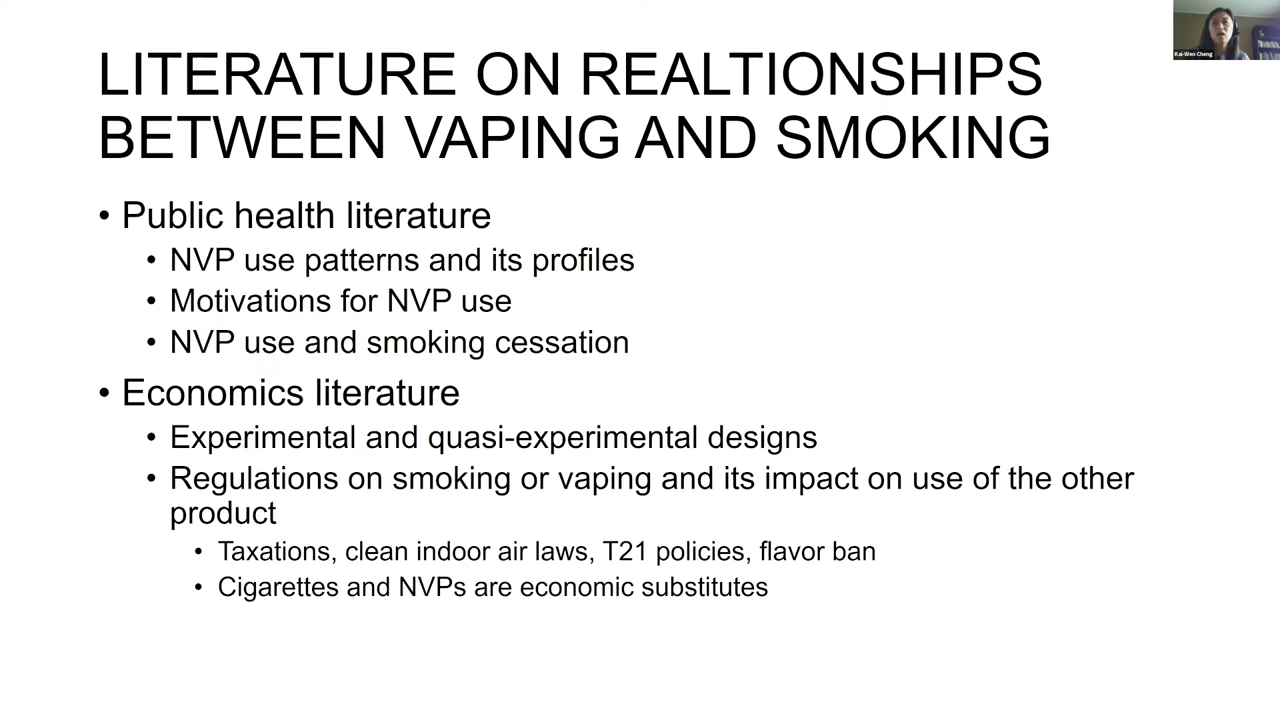 Kai-Wen Cheng
LITERATURE ON REALTIONSHIPS
BETWEEN VAPING AND SMOKING
• Public health literature
• NVP use patterns and its profiles
• Motivations for NVP use
• NVP use and smoking cessation
• Economics literature
• Experimental and quasi-experimental designs
• Regulations on smoking or vaping and its impact on use of the other
product
• Taxations, clean indoor air laws, T21 policies, flavor ban
• Cigarettes and NVPs are economic substitutes